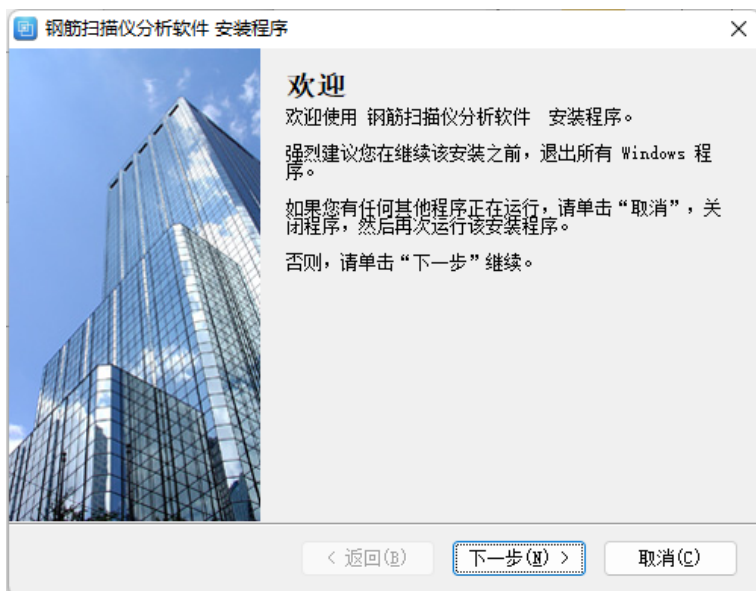 钢筋扫描仪分析软件 安装程序
欢迎
欢迎使用 钢筋扫描仪分析软件 安装程序。
强烈建议您在继续该安装之前，退出所有 Windows 程
序。
如果您有任何其他程序正在运行，请单击“取消”，关
闭程序，然后再次运行该安装程序。
否则，请单击“下一步”继续。
< 返回(B)
下一步(N) >
取消(C)